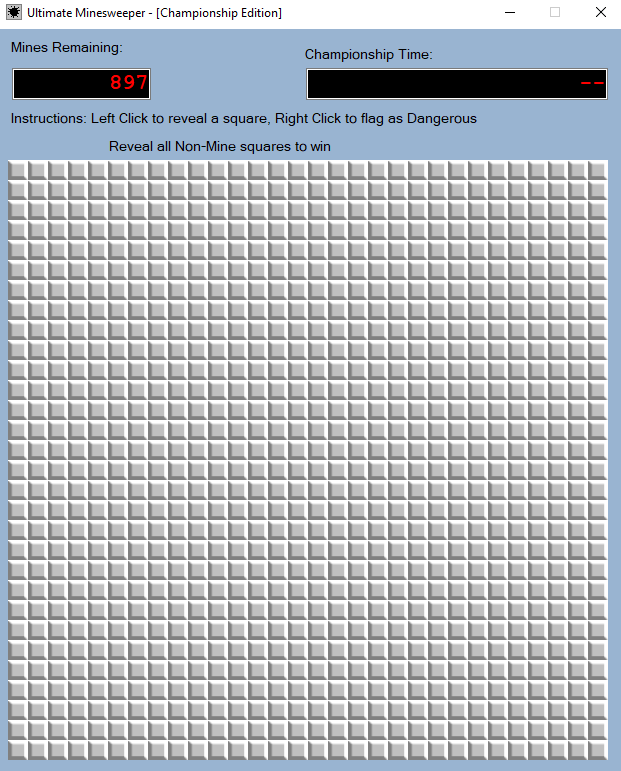 Ultimate Minesweeper - [Championship Edition]
Mines Remaining:
Championship Time:
897
--
Instructions: Left Click to reveal a square, Right Click to flag as Dangerous
Reveal all Non-Mine squares to win